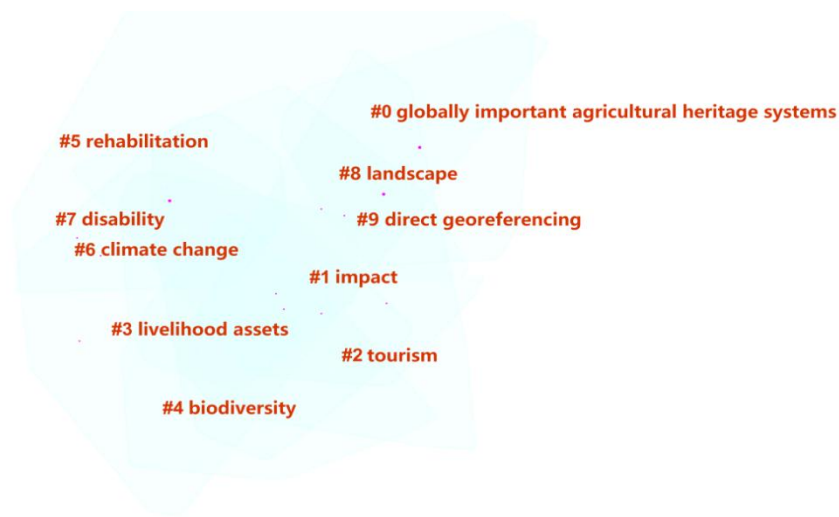 #0 globally important agricultural heritage systems
#5 rehabilitation
#8 landscape
#7 disability
#9 direct georeferencing
#6 climate change
#1 impact
#3 livelihood assets
#2 tourism
#4 biodiversity